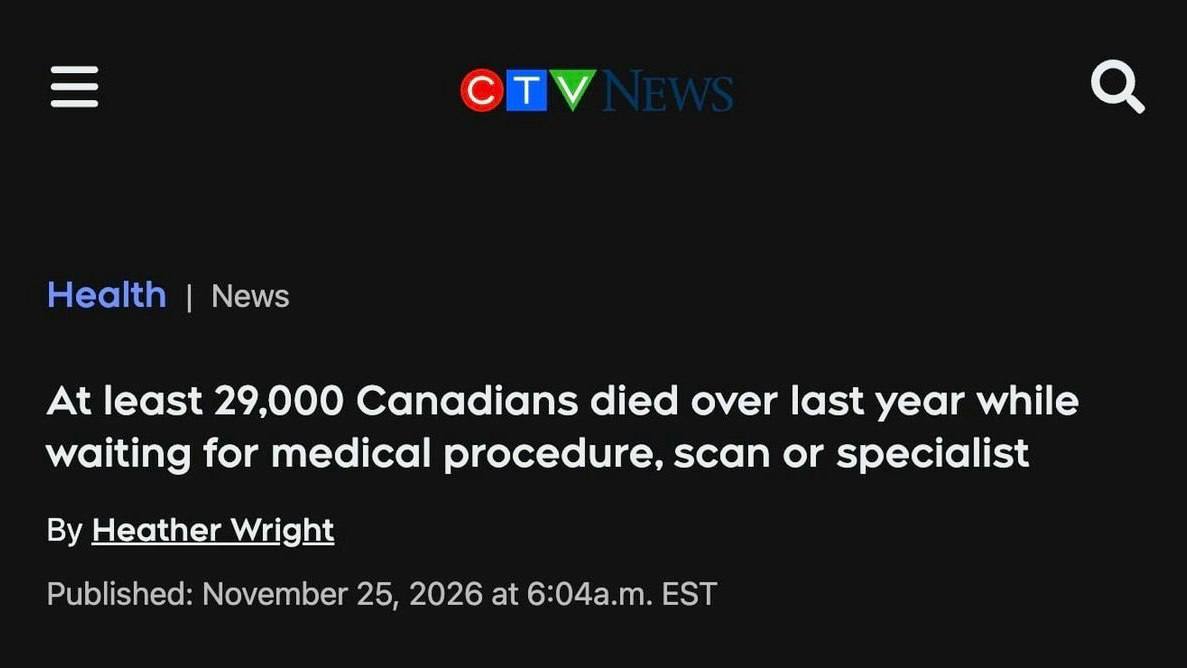 CTV NEWS
Health | News
At least 29,000 Canadians died over last year while
waiting for medical procedure, scan or specialist
By Heather Wright
Published: November 25, 2026 at 6:04a.m. EST